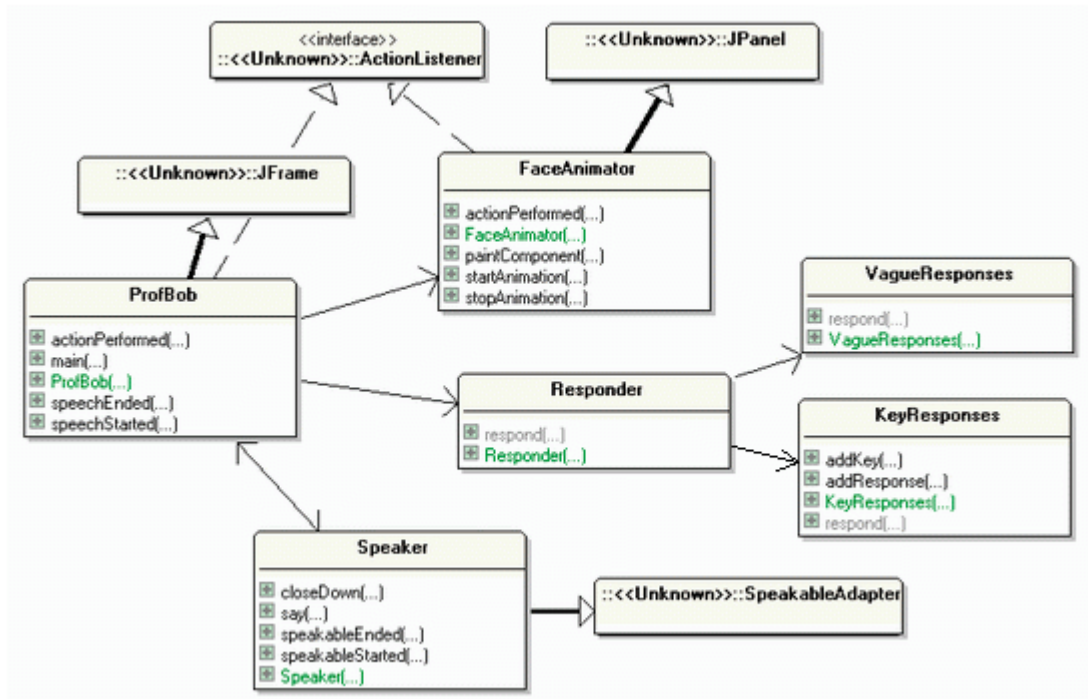 <<interface>>
::<<Unknown>>::ActionListener
::<<Unknown>>::JPanel
::<<Unknown>>::JFrame
FaceAnimator
actionPerformed(...)
FaceAnimator(...)
paintComponent(...)
startAnimation(...)
stopAnimation(...)
ProfBob
actionPerformed(...)
main(...)
ProfBob(...)
speechEnded(...)
speechStarted(...)
VagueResponses
respond(...)
VagueResponses(...)
Responder
respond(...)
Responder(...)
KeyResponses
addKey(...)
addResponse(...)
KeyResponses(...)
respond(...)
Speaker
closeDown(...)
say(...)
speakableEnded(...)
speakableStarted(...)
Speaker(...)
::<<Unknown>>::SpeakableAdapter